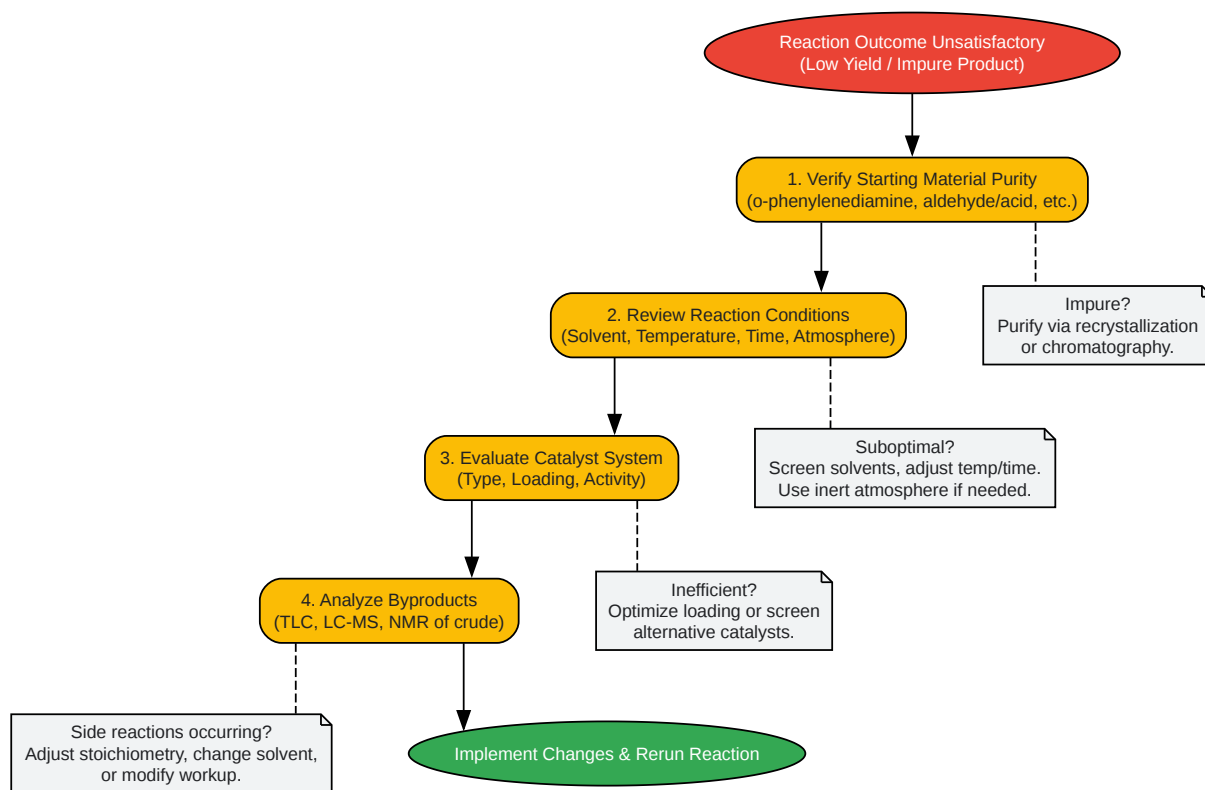 Reaction Outcome Unsatisfactory
(Low Yield / Impure Product)
1. Verify Starting Material Purity
(o-phenylenediamine, aldehyde/acid, etc.)
Impure?
Purify via recrystallization
or chromatography.
2. Review Reaction Conditions
(Solvent, Temperature, Time, Atmosphere)
Suboptimal?
Screen solvents, adjust temp/time.
Use inert atmosphere if needed.
3. Evaluate Catalyst System
(Type, Loading, Activity)
Inefficient?
Optimize loading or screen
alternative catalysts.
4. Analyze Byproducts
(TLC, LC-MS, NMR of crude)
Side reactions occurring?
Adjust stoichiometry, change solvent,
or modify workup.
Implement Changes & Rerun Reaction